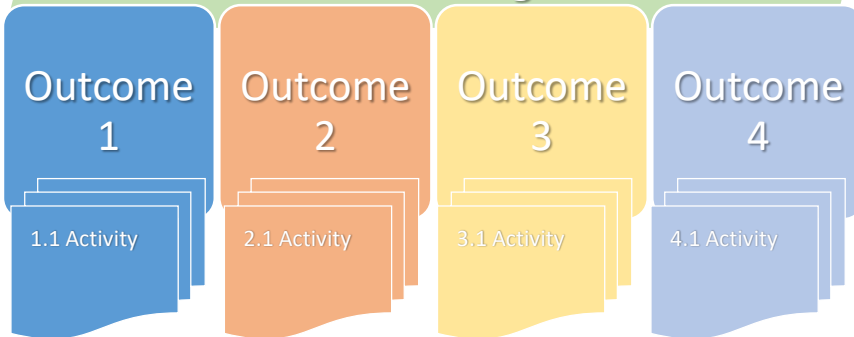 Outcome
1
Outcome
2
Outcome
3
Outcome
4
1.1 Activity
2.1 Activity
3.1 Activity
4.1 Activity